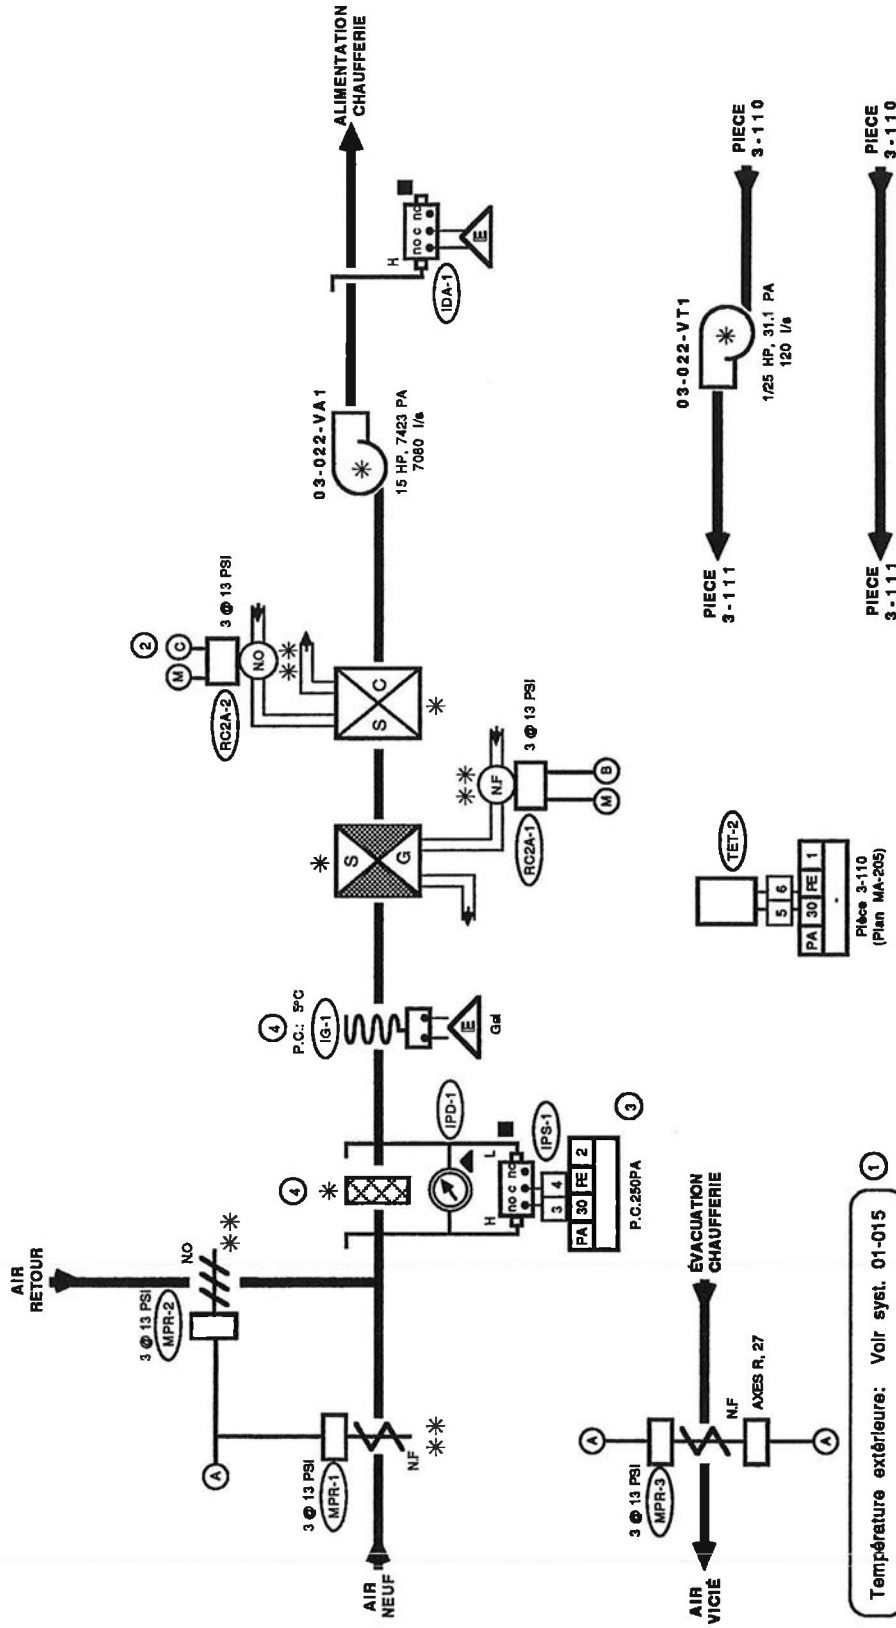 AIR
RETOUR
3 @ 13 PSI
MPR-2
N.O
**
A
3 @ 13 PSI
MPR-1
N.F
**
AIR
NEUF
4
*
H
L
IPD-1
no c nc
IPS-1
3 4
PA 30 PE 2
P.C.250PA
3
4
P.C.: 5°C
IG-1
E
Gel
*
S
G
**
N.F
RC2A-1
3 @ 13 PSI
M B
2
M C
RC2A-2
3 @ 13 PSI
N.O
**
S C
*
03-022-VA1
*
15 HP, 7423 PA
7080 l/s
H
no c nc
IDA-1
E
ALIMENTATION
CHAUFFERIE
A
3 @ 13 PSI
MPR-3
N.F
AXES R, 27
A
AIR
VICIÉ
ÉVACUATION
CHAUFFERIE
TET-2
5 6
PA 30 PE 1
Pièce 3-110
(Plan MA-205)
03-022-VT1
*
1/25 HP, 31.1 PA
120 l/s
PIECE
3-111
PIECE
3-110
PIECE
3-111
PIECE
3-110
Température extérieure: Voir syst. 01-015
1